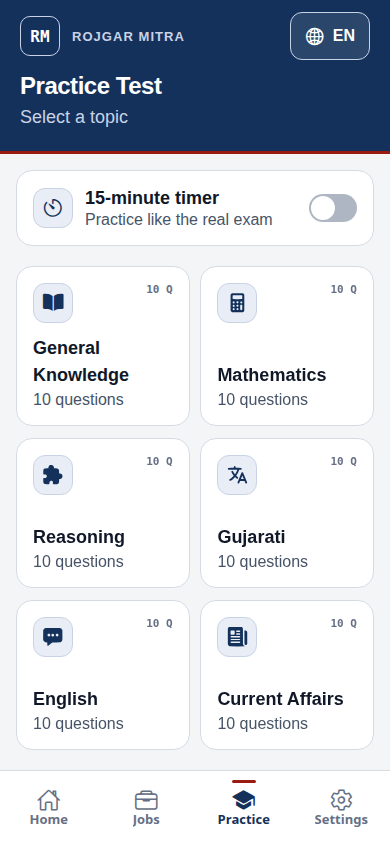 RM ROJGAR MITRA
EN
Practice Test
Select a topic
15-minute timer
Practice like the real exam
10 Q
General
Knowledge
10 questions
10 Q
Mathematics
10 questions
10 Q
Reasoning
10 questions
10 Q
Gujarati
10 questions
10 Q
English
10 questions
10 Q
Current Affairs
10 questions
Home
Jobs
Practice
Settings